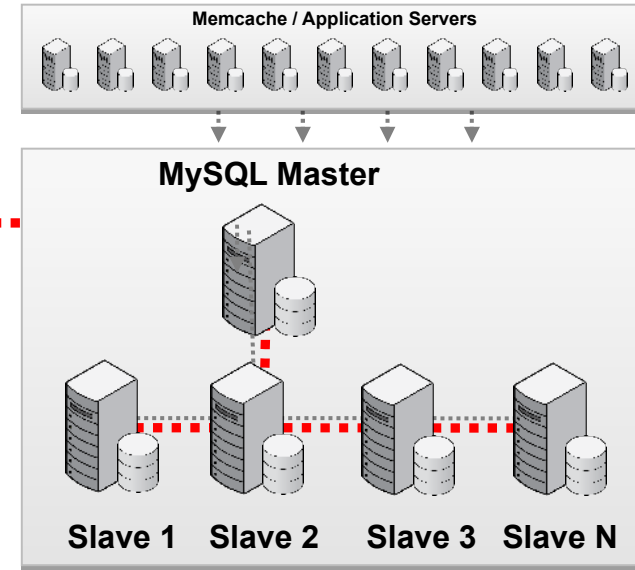 Memcache / Application Servers
MySQL Master
Slave 1 Slave 2 Slave 3 Slave N